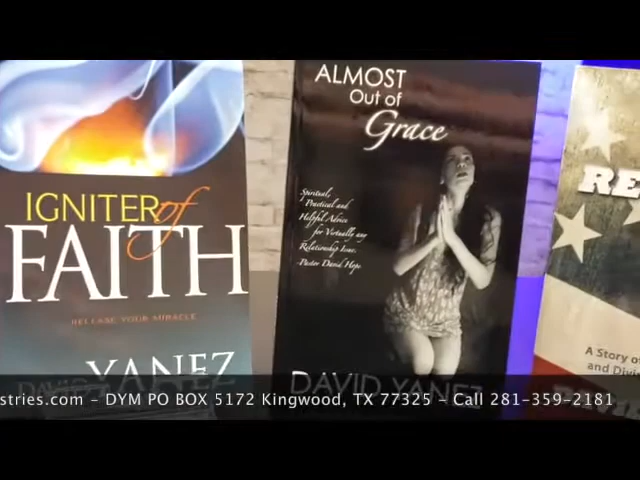 IGNITER of
FAITH
RELEASE YOUR MIRACLE
DAVID YANEZ
ALMOST
Out of
Grace
Spiritual,
Practical and
Helpful Advice
for Virtually any
Relationship Issue.
-Pastor David Hope
DAVID YANEZ
RE
A Story of
and Divi
stries.com - DYM PO BOX 5172 Kingwood, TX 77325 - Call 281-359-2181